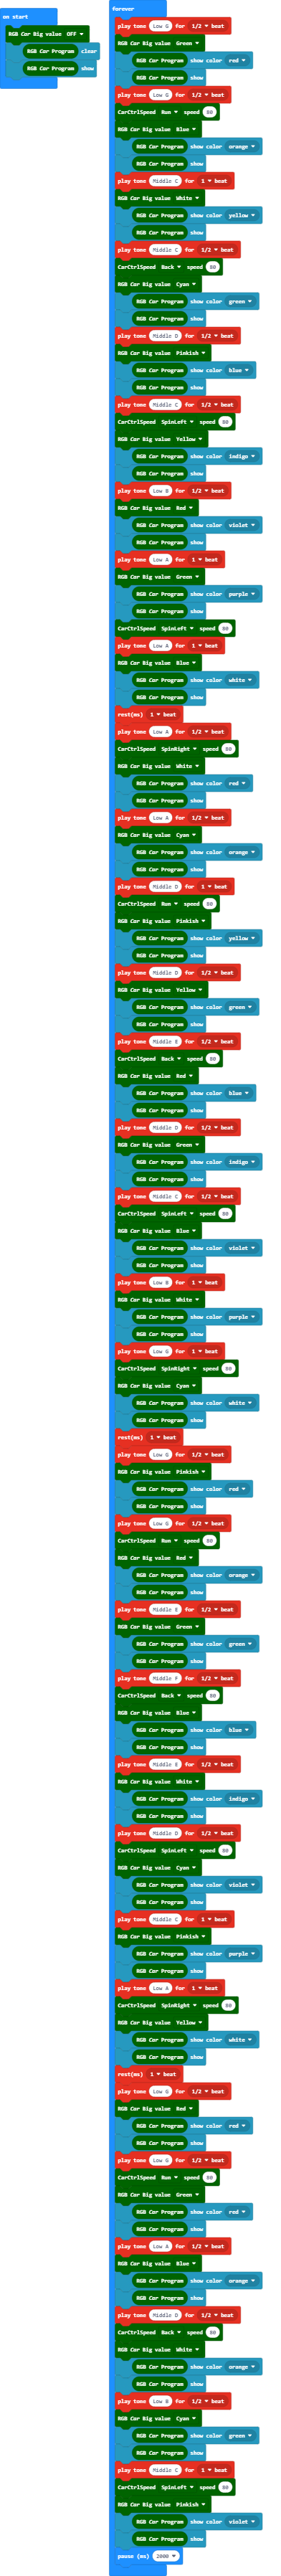 on start
RGB Car Big value OFF
RGB Car Program clear
RGB Car Program show
forever
play tone Low G for 1/2 beat
RGB Car Big value Green
RGB Car Program show color red
RGB Car Program show
play tone Low G for 1/2 beat
CarCtrlSpeed Run speed 80
RGB Car Big value Blue
RGB Car Program show color orange
RGB Car Program show
play tone Middle C for 1 beat
RGB Car Big value White
RGB Car Program show color yellow
RGB Car Program show
play tone Middle C for 1/2 beat
CarCtrlSpeed Back speed 80
RGB Car Big value Cyan
RGB Car Program show color green
RGB Car Program show
play tone Middle D for 1/2 beat
RGB Car Big value Pinkish
RGB Car Program show color blue
RGB Car Program show
play tone Middle C for 1/2 beat
CarCtrlSpeed SpinLeft speed 80
RGB Car Big value Yellow
RGB Car Program show color indigo
RGB Car Program show
play tone Low B for 1/2 beat
RGB Car Big value Red
RGB Car Program show color violet
RGB Car Program show
play tone Low A for 1 beat
RGB Car Big value Green
RGB Car Program show color purple
RGB Car Program show
CarCtrlSpeed SpinLeft speed 80
play tone Low A for 1 beat
RGB Car Big value Blue
RGB Car Program show color white
RGB Car Program show
rest(ms) 1 beat
play tone Low A for 1/2 beat
CarCtrlSpeed SpinRight speed 80
RGB Car Big value White
RGB Car Program show color red
RGB Car Program show
play tone Low A for 1/2 beat
RGB Car Big value Cyan
RGB Car Program show color orange
RGB Car Program show
play tone Middle D for 1 beat
CarCtrlSpeed Run speed 80
RGB Car Big value Pinkish
RGB Car Program show color yellow
RGB Car Program show
play tone Middle D for 1/2 beat
RGB Car Big value Yellow
RGB Car Program show color green
RGB Car Program show
play tone Middle E for 1/2 beat
CarCtrlSpeed Back speed 80
RGB Car Big value Red
RGB Car Program show color blue
RGB Car Program show
play tone Middle D for 1/2 beat
RGB Car Big value Green
RGB Car Program show color indigo
RGB Car Program show
play tone Middle C for 1/2 beat
CarCtrlSpeed SpinLeft speed 80
RGB Car Big value Blue
RGB Car Program show color violet
RGB Car Program show
play tone Low B for 1 beat
RGB Car Big value White
RGB Car Program show color purple
RGB Car Program show
play tone Low G for 1 beat
CarCtrlSpeed SpinRight speed 80
RGB Car Big value Cyan
RGB Car Program show color white
RGB Car Program show
rest(ms) 1 beat
play tone Low G for 1/2 beat
RGB Car Big value Pinkish
RGB Car Program show color red
RGB Car Program show
play tone Low G for 1/2 beat
CarCtrlSpeed Run speed 80
RGB Car Big value Red
RGB Car Program show color orange
RGB Car Program show
play tone Middle E for 1/2 beat
RGB Car Big value Green
RGB Car Program show color green
RGB Car Program show
play tone Middle F for 1/2 beat
CarCtrlSpeed Back speed 80
RGB Car Big value Blue
RGB Car Program show color blue
RGB Car Program show
play tone Middle E for 1/2 beat
RGB Car Big value White
RGB Car Program show color indigo
RGB Car Program show
play tone Middle D for 1/2 beat
CarCtrlSpeed SpinLeft speed 80
RGB Car Big value Cyan
RGB Car Program show color violet
RGB Car Program show
play tone Middle C for 1 beat
RGB Car Big value Pinkish
RGB Car Program show color purple
RGB Car Program show
play tone Low A for 1 beat
CarCtrlSpeed SpinRight speed 80
RGB Car Big value Yellow
RGB Car Program show color white
RGB Car Program show
rest(ms) 1 beat
play tone Low G for 1/2 beat
RGB Car Big value Red
RGB Car Program show color red
RGB Car Program show
play tone Low G for 1/2 beat
CarCtrlSpeed Run speed 80
RGB Car Big value Green
RGB Car Program show color red
RGB Car Program show
play tone Low A for 1/2 beat
RGB Car Big value Blue
RGB Car Program show color orange
RGB Car Program show
play tone Middle D for 1/2 beat
CarCtrlSpeed Back speed 80
RGB Car Big value White
RGB Car Program show color orange
RGB Car Program show
play tone Low B for 1/2 beat
RGB Car Big value Cyan
RGB Car Program show color green
RGB Car Program show
play tone Middle C for 1 beat
CarCtrlSpeed SpinLeft speed 80
RGB Car Big value Pinkish
RGB Car Program show color violet
RGB Car Program show
pause (ms) 2000